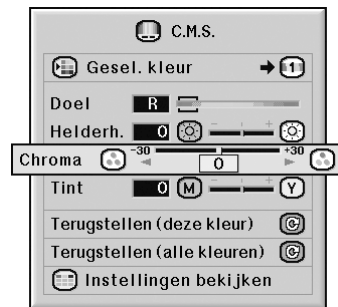 C.M.S.
Gesel. kleur 1
Doel R
Helderh. 0 - +
Chroma -30 0 +30
Tint 0 M - + Y
Terugstellen (deze kleur)
Terugstellen (alle kleuren)
Instellingen bekijken